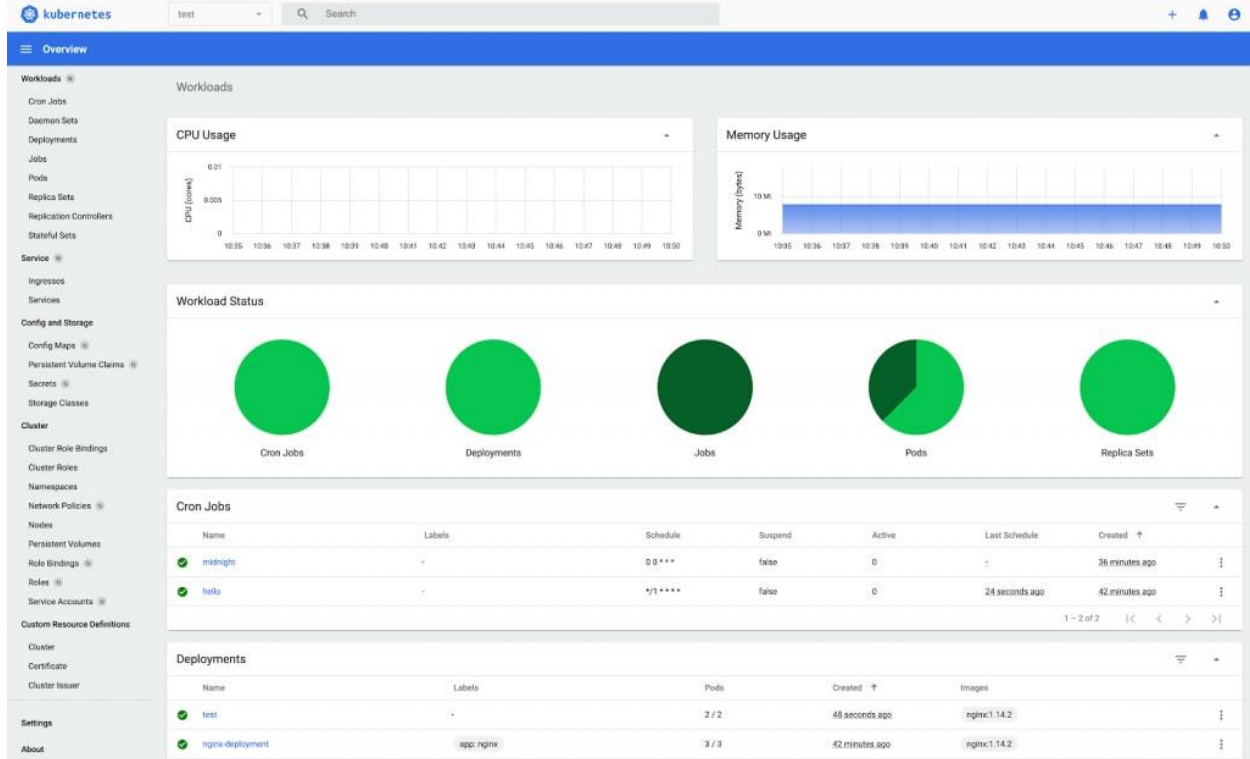 kubernetes
test
Search
Overview
Workloads N
Cron Jobs
Daemon Sets
Deployments
Jobs
Pods
Replica Sets
Replication Controllers
Stateful Sets
Service N
Ingresses
Services
Config and Storage
Config Maps N
Persistent Volume Claims N
Secrets N
Storage Classes
Cluster
Cluster Role Bindings
Cluster Roles
Namespaces
Network Policies N
Nodes
Persistent Volumes
Role Bindings N
Roles N
Service Accounts N
Custom Resource Definitions
Cluster
Certificate
Cluster Issuer
Settings
About
Workloads
CPU Usage
CPU (cores)
0.01
0.005
0
10:35 10:36 10:37 10:38 10:39 10:40 10:41 10:42 10:43 10:44 10:45 10:46 10:47 10:48 10:49 10:50
Memory Usage
Memory (bytes)
10 Mi
0 Mi
10:35 10:36 10:37 10:38 10:39 10:40 10:41 10:42 10:43 10:44 10:45 10:46 10:47 10:48 10:49 10:50
Workload Status
Cron Jobs Deployments Jobs Pods Replica Sets
Cron Jobs
Name Labels Schedule Suspend Active Last Schedule Created ↑
midnight - 0 0 * * * false 0 - 36 minutes ago
hello - */1 * * * * false 0 24 seconds ago 42 minutes ago
1 – 2 of 2 |< < > >|
Deployments
Name Labels Pods Created ↑ Images
test - 2 / 2 48 seconds ago nginx:1.14.2
nginx-deployment app: nginx 3 / 3 42 minutes ago nginx:1.14.2